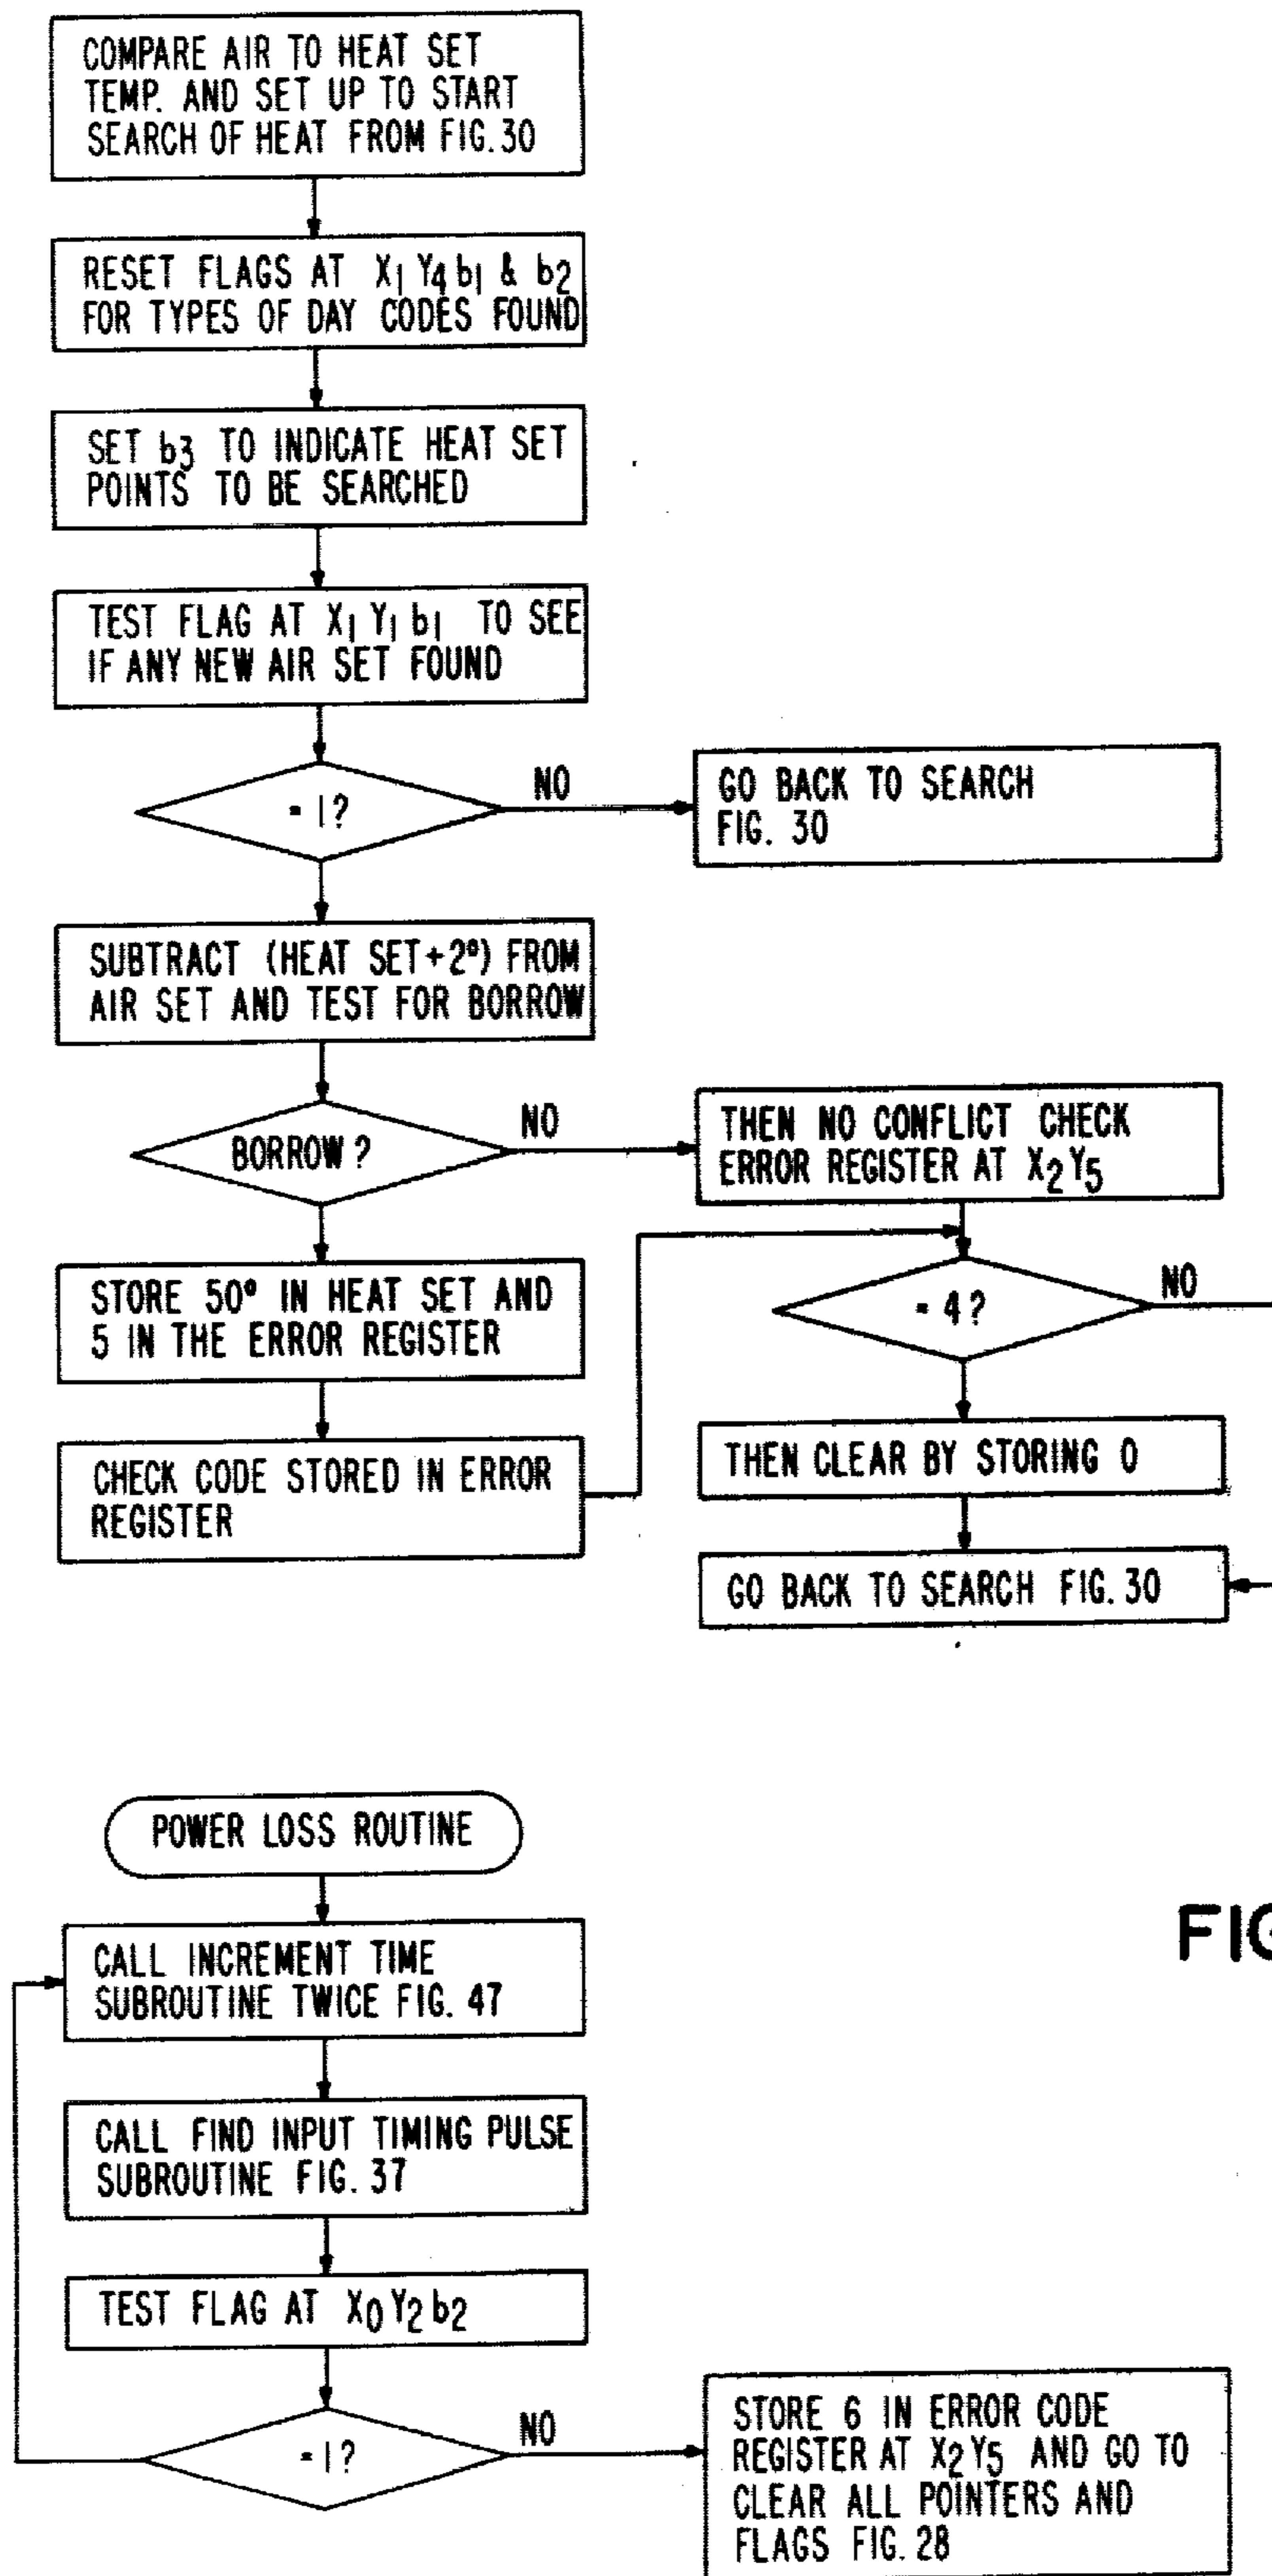 COMPARE AIR TO HEAT SET
TEMP. AND SET UP TO START
SEARCH OF HEAT FROM FIG. 30
RESET FLAGS AT X1 Y4 b1 & b2
FOR TYPES OF DAY CODES FOUND
SET b3 TO INDICATE HEAT SET
POINTS TO BE SEARCHED
TEST FLAG AT X1 Y1 b1 TO SEE
IF ANY NEW AIR SET FOUND
= 1?
NO
GO BACK TO SEARCH
FIG. 30
SUBTRACT (HEAT SET+2°) FROM
AIR SET AND TEST FOR BORROW
BORROW?
NO
THEN NO CONFLICT CHECK
ERROR REGISTER AT X2Y5
STORE 50° IN HEAT SET AND
5 IN THE ERROR REGISTER
= 4?
NO
CHECK CODE STORED IN ERROR
REGISTER
THEN CLEAR BY STORING 0
GO BACK TO SEARCH FIG. 30
POWER LOSS ROUTINE
CALL INCREMENT TIME
SUBROUTINE TWICE FIG. 47
FIG
CALL FIND INPUT TIMING PULSE
SUBROUTINE FIG. 37
TEST FLAG AT X0Y2b2
= 1?
NO
STORE 6 IN ERROR CODE
REGISTER AT X2Y5 AND GO TO
CLEAR ALL POINTERS AND
FLAGS FIG. 28